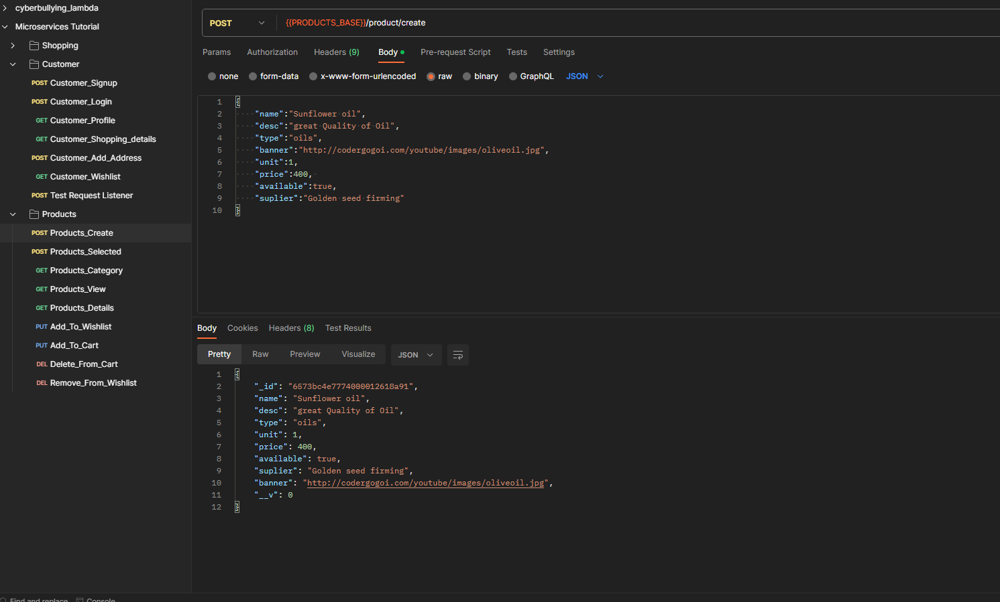 cyberbullying_lambda
Microservices Tutorial
Shopping
Customer
POST Customer_Signup
POST Customer_Login
GET Customer_Profile
GET Customer_Shopping_details
POST Customer_Add_Address
GET Customer_Wishlist
POST Test Request Listener
Products
POST Products_Create
POST Products_Selected
GET Products_Category
GET Products_View
GET Products_Details
PUT Add_To_Wishlist
PUT Add_To_Cart
DEL Delete_From_Cart
DEL Remove_From_Wishlist
Find and replace Console
POST {{PRODUCTS_BASE}}/product/create
Params Authorization Headers (9) Body Pre-request Script Tests Settings
none form-data x-www-form-urlencoded raw binary GraphQL JSON
1 {
2 "name":"Sunflower oil",
3 "desc":"great Quality of Oil",
4 "type":"oils",
5 "banner":"http://codergogoi.com/youtube/images/oliveoil.jpg",
6 "unit":1,
7 "price":400,
8 "available":true,
9 "suplier":"Golden seed firming"
10 }
Body Cookies Headers (8) Test Results
Pretty Raw Preview Visualize JSON
1 {
2 "_id": "6573bc4e7774000012618a91",
3 "name": "Sunflower oil",
4 "desc": "great Quality of Oil",
5 "type": "oils",
6 "unit": 1,
7 "price": 400,
8 "available": true,
9 "suplier": "Golden seed firming",
10 "banner": "http://codergogoi.com/youtube/images/oliveoil.jpg",
11 "__v": 0
12 }